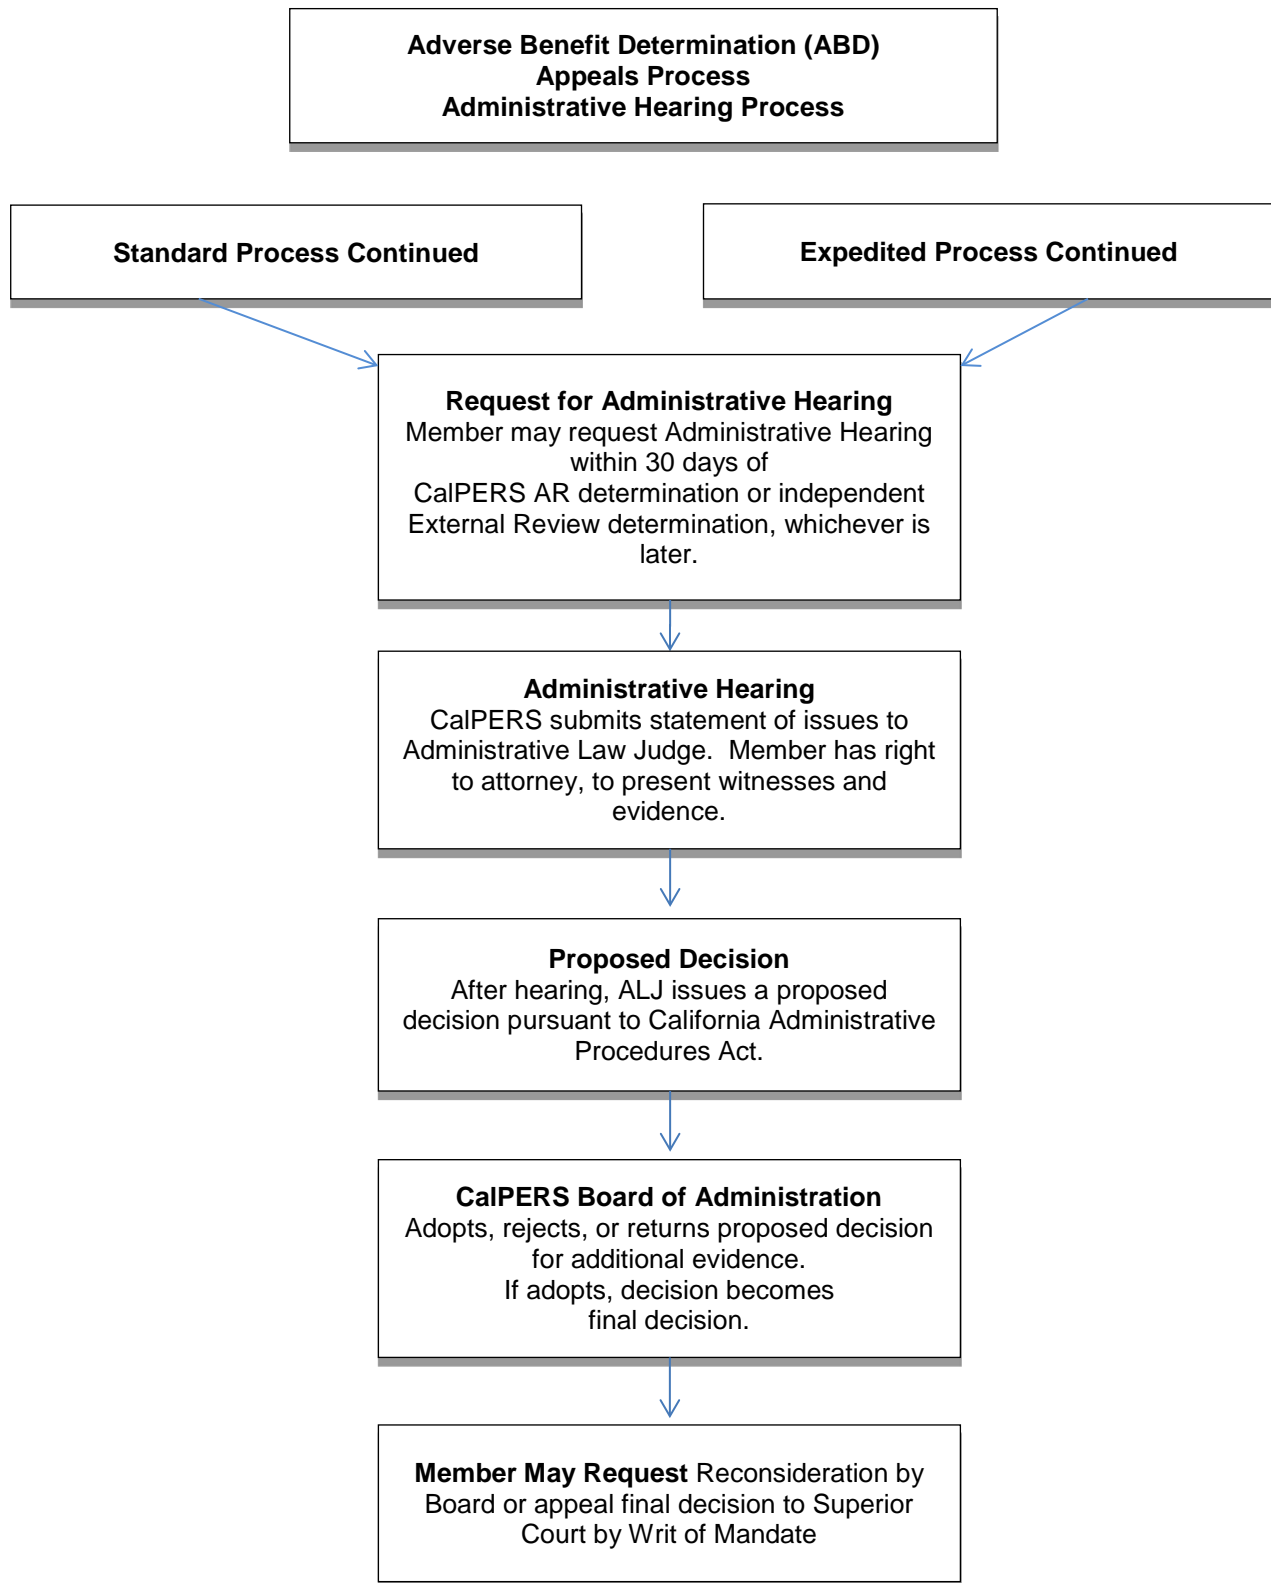 Adverse Benefit Determination (ABD)
Appeals Process
Administrative Hearing Process
Standard Process Continued
Expedited Process Continued
Request for Administrative Hearing
Member may request Administrative Hearing
within 30 days of
CalPERS AR determination or independent
External Review determination, whichever is
later.
Administrative Hearing
CalPERS submits statement of issues to
Administrative Law Judge.  Member has right
to attorney, to present witnesses and
evidence.
Proposed Decision
After hearing, ALJ issues a proposed
decision pursuant to California Administrative
Procedures Act.
CalPERS Board of Administration
Adopts, rejects, or returns proposed decision
for additional evidence.
If adopts, decision becomes
final decision.
Member May Request Reconsideration by
Board or appeal final decision to Superior
Court by Writ of Mandate